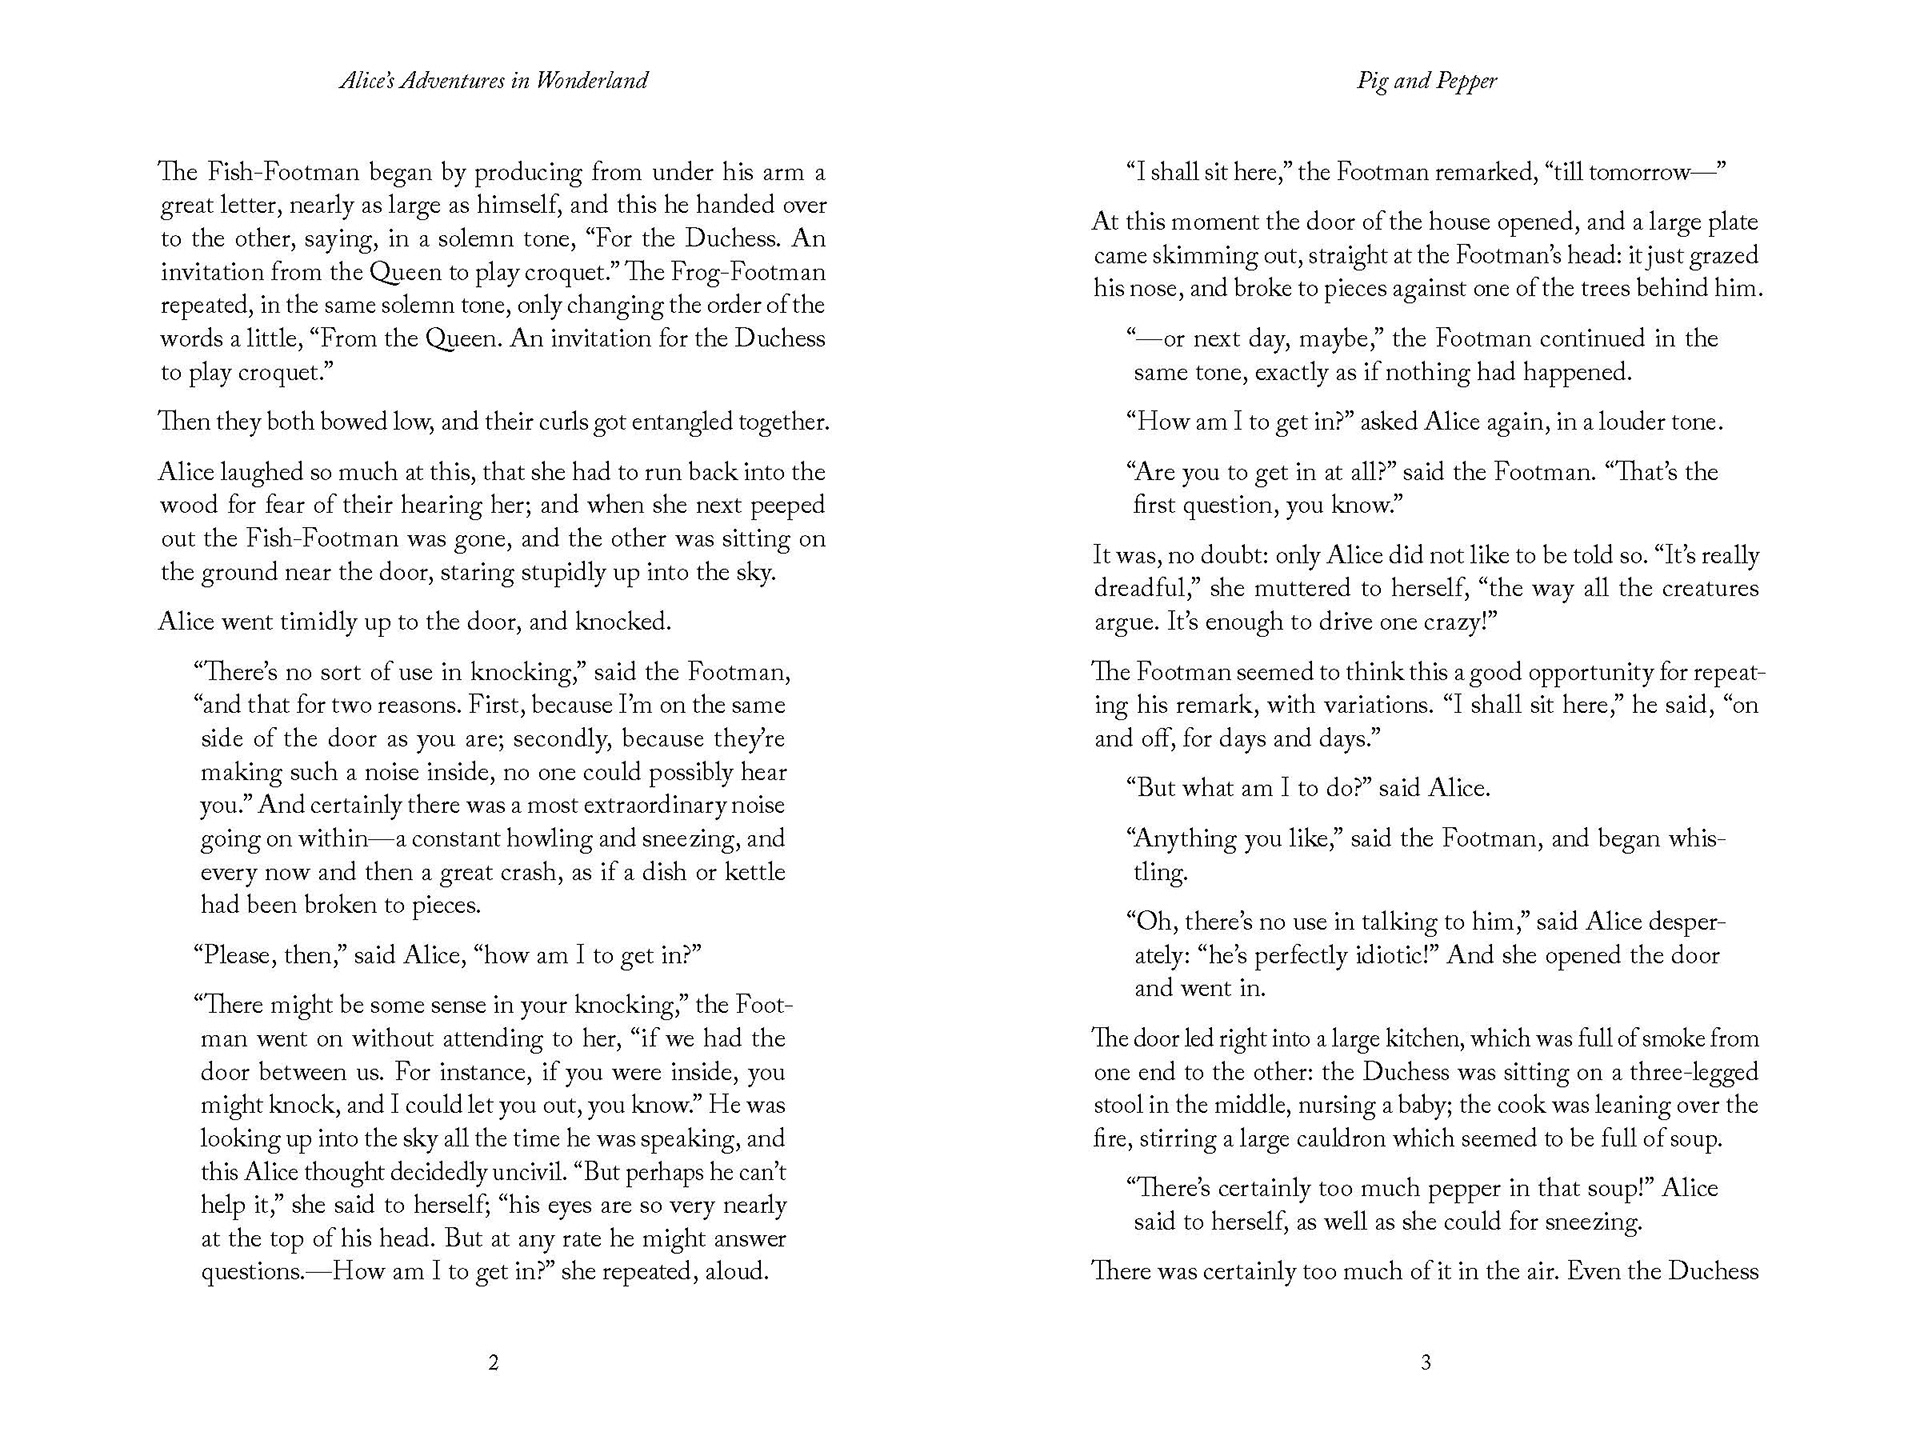 Alice’s Adventures in Wonderland
The Fish-Footman began by producing from under his arm a
great letter, nearly as large as himself, and this he handed over
to the other, saying, in a solemn tone, “For the Duchess. An
invitation from the Queen to play croquet.” The Frog-Footman
repeated, in the same solemn tone, only changing the order of the
words a little, “From the Queen. An invitation for the Duchess
to play croquet.”
Then they both bowed low, and their curls got entangled together.
Alice laughed so much at this, that she had to run back into the
wood for fear of their hearing her; and when she next peeped
out the Fish-Footman was gone, and the other was sitting on
the ground near the door, staring stupidly up into the sky.
Alice went timidly up to the door, and knocked.
“There’s no sort of use in knocking,” said the Footman,
“and that for two reasons. First, because I’m on the same
side of the door as you are; secondly, because they’re
making such a noise inside, no one could possibly hear
you.” And certainly there was a most extraordinary noise
going on within—a constant howling and sneezing, and
every now and then a great crash, as if a dish or kettle
had been broken to pieces.
“Please, then,” said Alice, “how am I to get in?”
“There might be some sense in your knocking,” the Foot-
man went on without attending to her, “if we had the
door between us. For instance, if you were inside, you
might knock, and I could let you out, you know.” He was
looking up into the sky all the time he was speaking, and
this Alice thought decidedly uncivil. “But perhaps he can’t
help it,” she said to herself; “his eyes are so very nearly
at the top of his head. But at any rate he might answer
questions.—How am I to get in?” she repeated, aloud.
2
Pig and Pepper
“I shall sit here,” the Footman remarked, “till tomorrow—”
At this moment the door of the house opened, and a large plate
came skimming out, straight at the Footman’s head: it just grazed
his nose, and broke to pieces against one of the trees behind him.
“—or next day, maybe,” the Footman continued in the
same tone, exactly as if nothing had happened.
“How am I to get in?” asked Alice again, in a louder tone.
“Are you to get in at all?” said the Footman. “That’s the
first question, you know.”
It was, no doubt: only Alice did not like to be told so. “It’s really
dreadful,” she muttered to herself, “the way all the creatures
argue. It’s enough to drive one crazy!”
The Footman seemed to think this a good opportunity for repeat-
ing his remark, with variations. “I shall sit here,” he said, “on
and off, for days and days.”
“But what am I to do?” said Alice.
“Anything you like,” said the Footman, and began whis-
tling.
“Oh, there’s no use in talking to him,” said Alice desper-
ately: “he’s perfectly idiotic!” And she opened the door
and went in.
The door led right into a large kitchen, which was full of smoke from
one end to the other: the Duchess was sitting on a three-legged
stool in the middle, nursing a baby; the cook was leaning over the
fire, stirring a large cauldron which seemed to be full of soup.
“There’s certainly too much pepper in that soup!” Alice
said to herself, as well as she could for sneezing.
There was certainly too much of it in the air. Even the Duchess
3